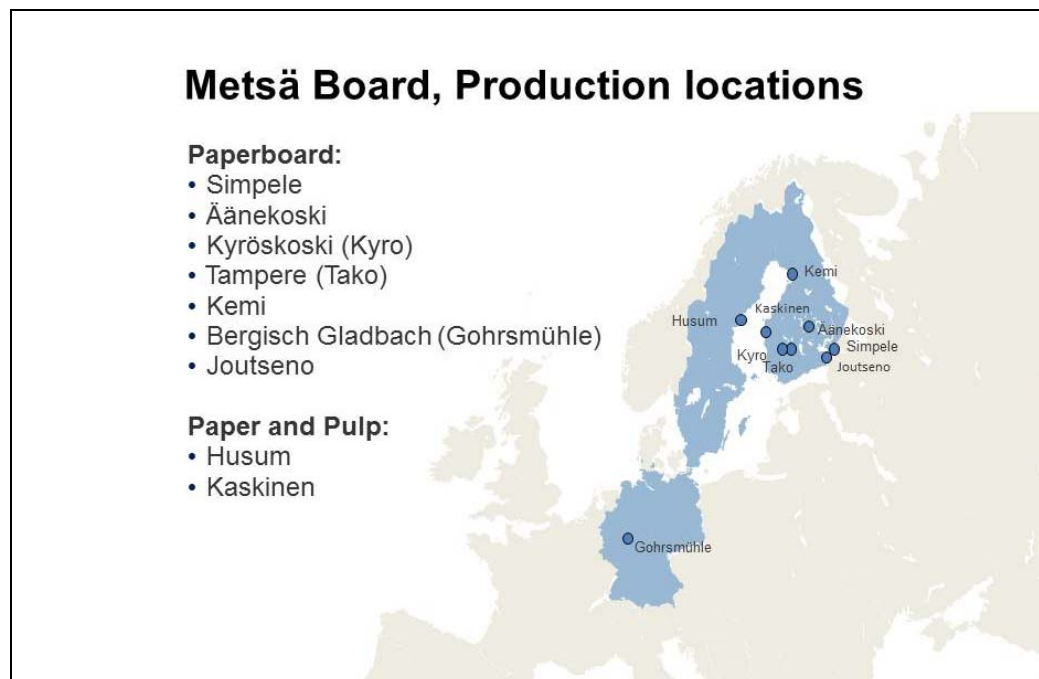 Metsä Board, Production locations
Paperboard:
• Simpele
• Äänekoski
• Kyröskoski (Kyro)
• Tampere (Tako)
• Kemi
• Bergisch Gladbach (Gohrsmühle)
• Joutseno
Paper and Pulp:
• Husum
• Kaskinen
Kemi
Kaskinen
Husum
Äänekoski
Simpele
Kyro
Tako
Joutseno
Gohrsmühle